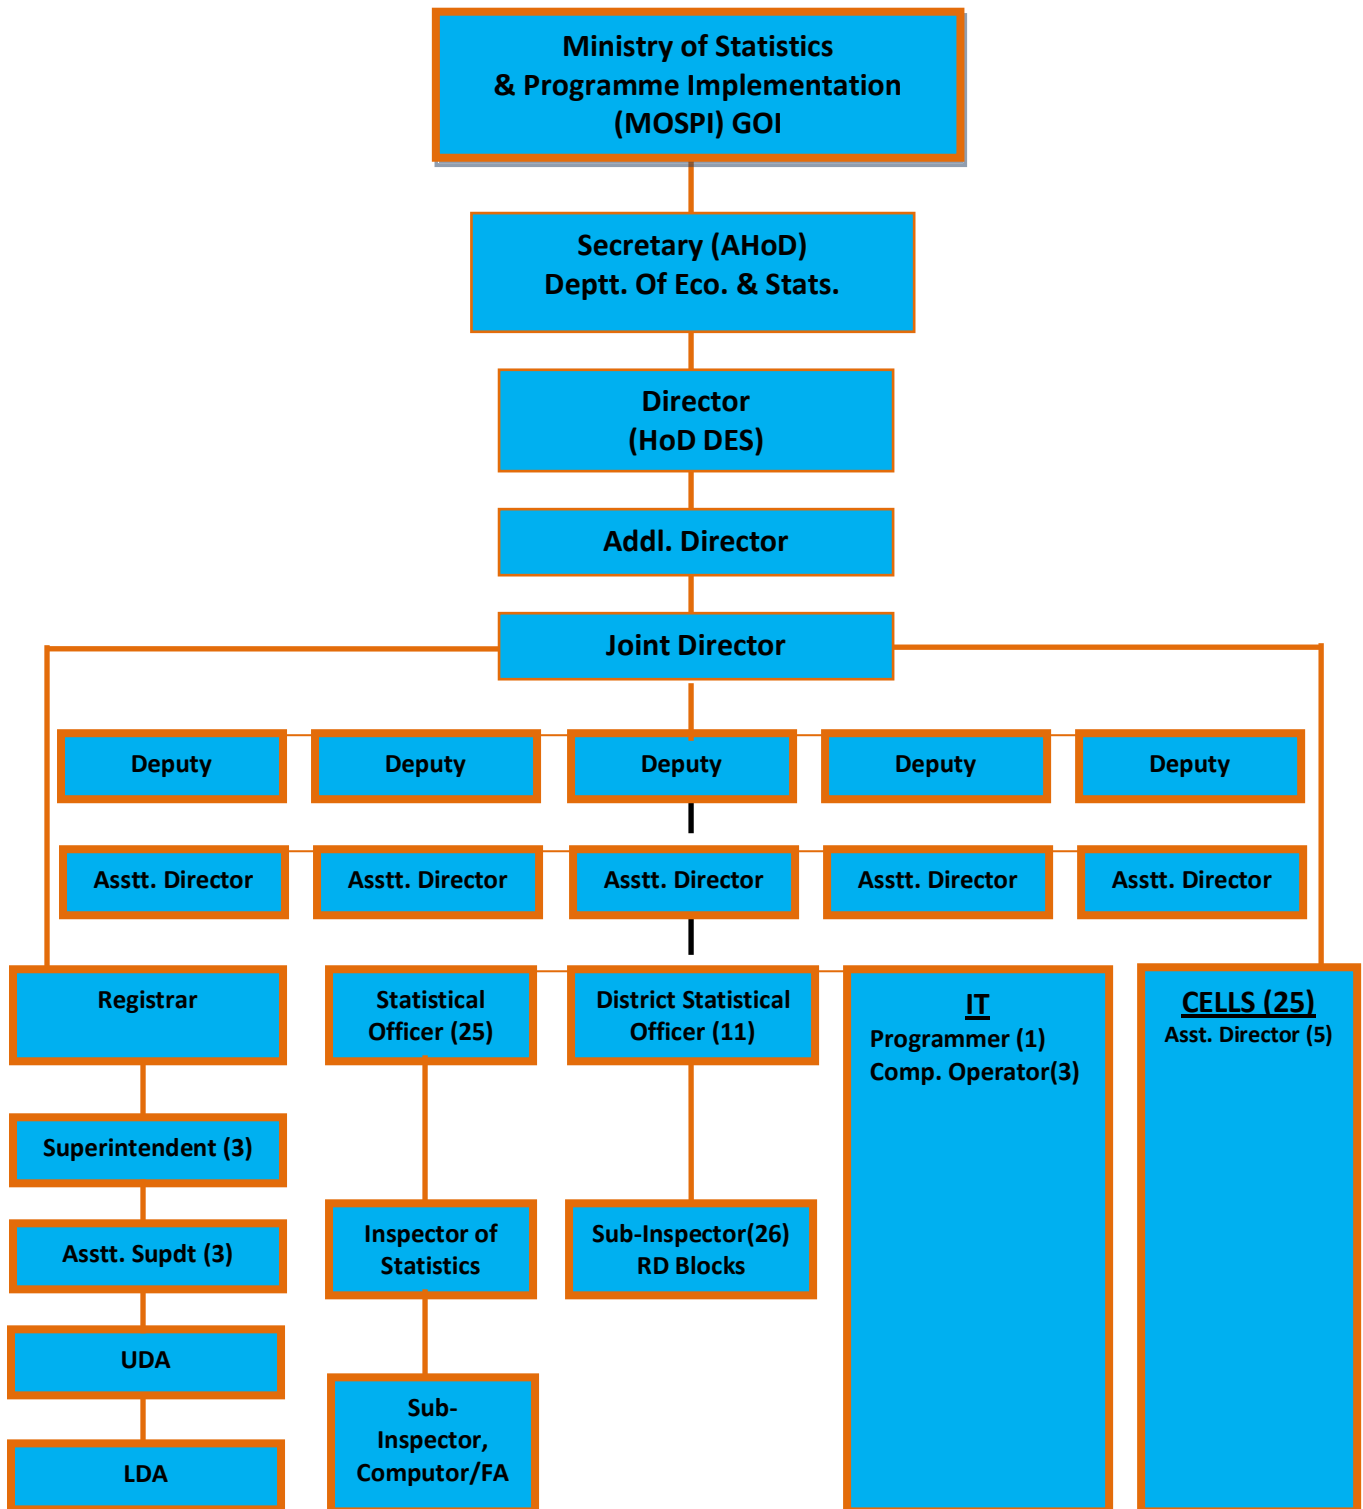 Ministry of Statistics
& Programme Implementation
(MOSPI) GOI
Secretary (AHoD)
Deptt. Of Eco. & Stats.
Director
(HoD DES)
Addl. Director
Joint Director
Deputy
Deputy
Deputy
Deputy
Deputy
Asstt. Director
Asstt. Director
Asstt. Director
Asstt. Director
Asstt. Director
Registrar
Superintendent (3)
Asstt. Supdt (3)
UDA
LDA
Statistical
Officer (25)
Inspector of
Statistics
Sub-
Inspector,
Computor/FA
District Statistical
Officer (11)
Sub-Inspector(26)
RD Blocks
IT
Programmer (1)
Comp. Operator(3)
CELLS (25)
Asst. Director (5)